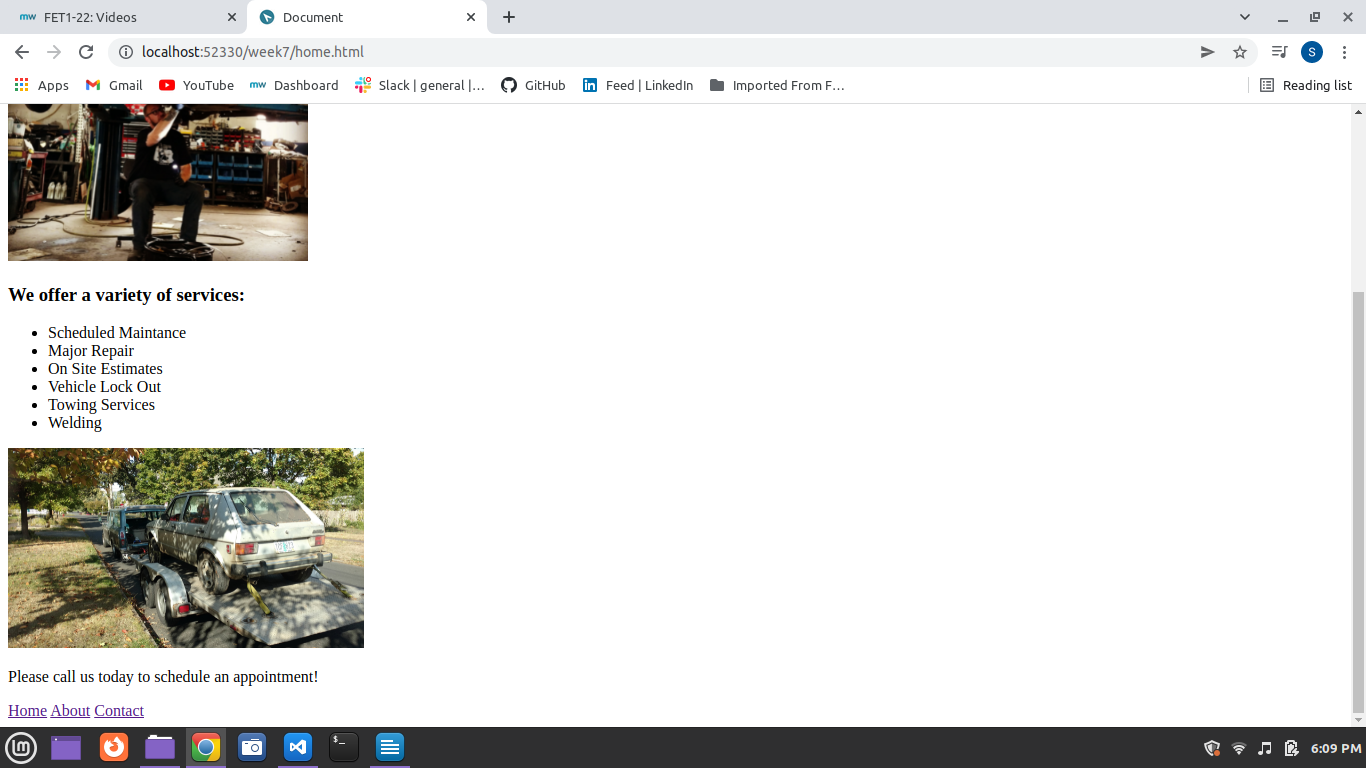 FET1-22: Videos
Document
localhost:52330/week7/home.html
S
Apps
Gmail
YouTube
Dashboard
Slack | general |…
GitHub
Feed | LinkedIn
Imported From F…
Reading list
We offer a variety of services:
Scheduled Maintance
Major Repair
On Site Estimates
Vehicle Lock Out
Towing Services
Welding
Please call us today to schedule an appointment!
Home About Contact
6:09 PM